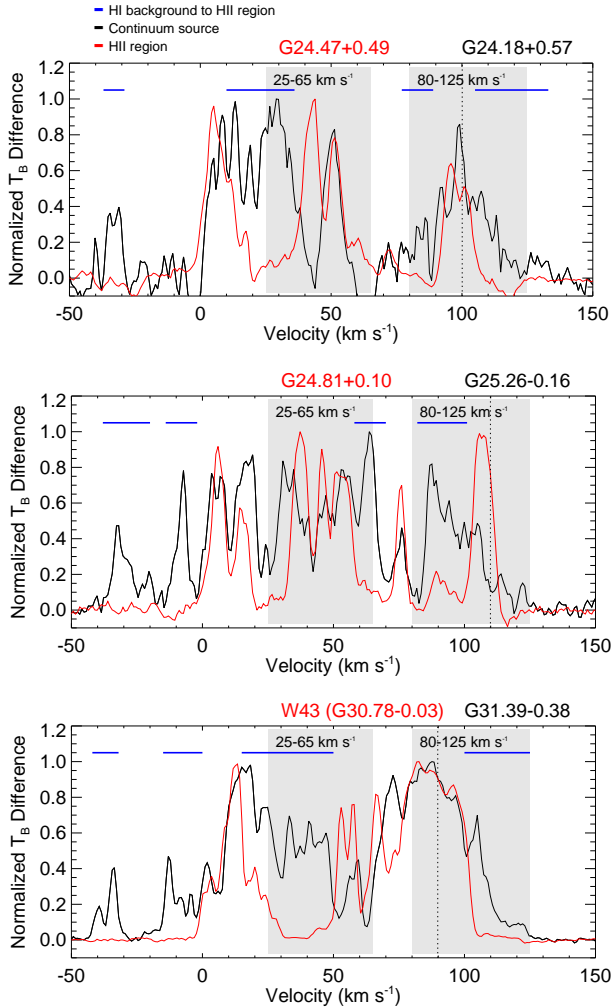 HI background to HII region
Continuum source
HII region
G24.47+0.49 G24.18+0.57
25-65 km s⁻¹ 80-125 km s⁻¹
Normalized T_B Difference
1.2
1.0
0.8
0.6
0.4
0.2
0.0
-50 0 50 100 150
Velocity (km s⁻¹)
G24.81+0.10 G25.26-0.16
25-65 km s⁻¹ 80-125 km s⁻¹
Normalized T_B Difference
1.2
1.0
0.8
0.6
0.4
0.2
0.0
-50 0 50 100 150
Velocity (km s⁻¹)
W43 (G30.78-0.03) G31.39-0.38
25-65 km s⁻¹ 80-125 km s⁻¹
Normalized T_B Difference
1.2
1.0
0.8
0.6
0.4
0.2
0.0
-50 0 50 100 150
Velocity (km s⁻¹)